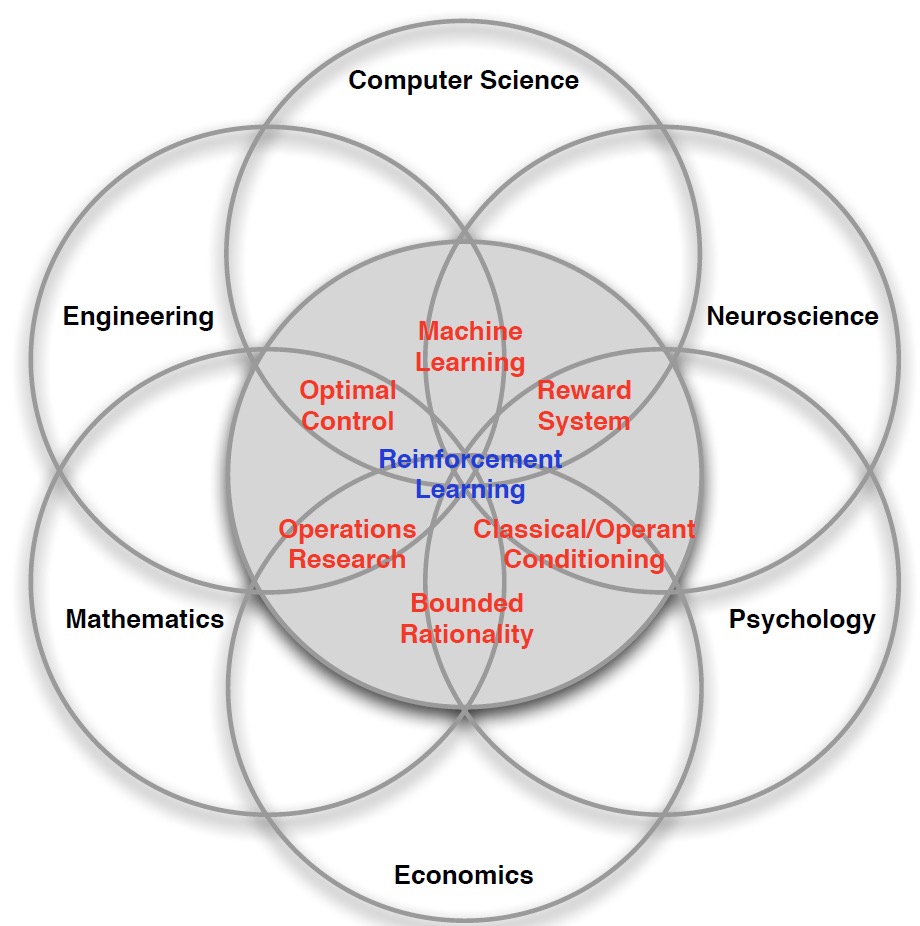 Computer Science
Engineering
Neuroscience
Machine
Learning
Optimal
Control
Reward
System
Reinforcement
Learning
Operations
Research
Classical/Operant
Conditioning
Bounded
Rationality
Mathematics
Psychology
Economics